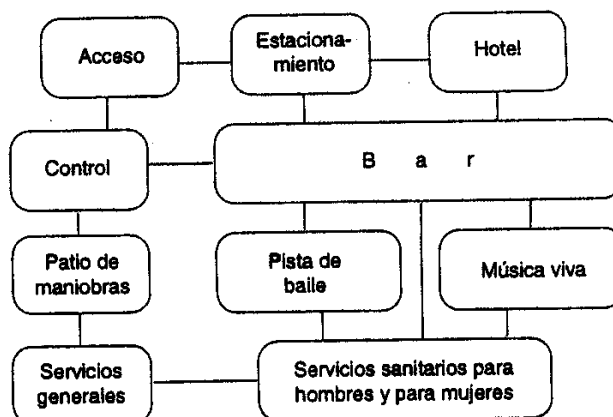 Acceso
Estaciona-
miento
Hotel
Control
B a r
Patio de
maniobras
Pista de
baile
Música viva
Servicios
generales
Servicios sanitarios para
hombres y para mujeres